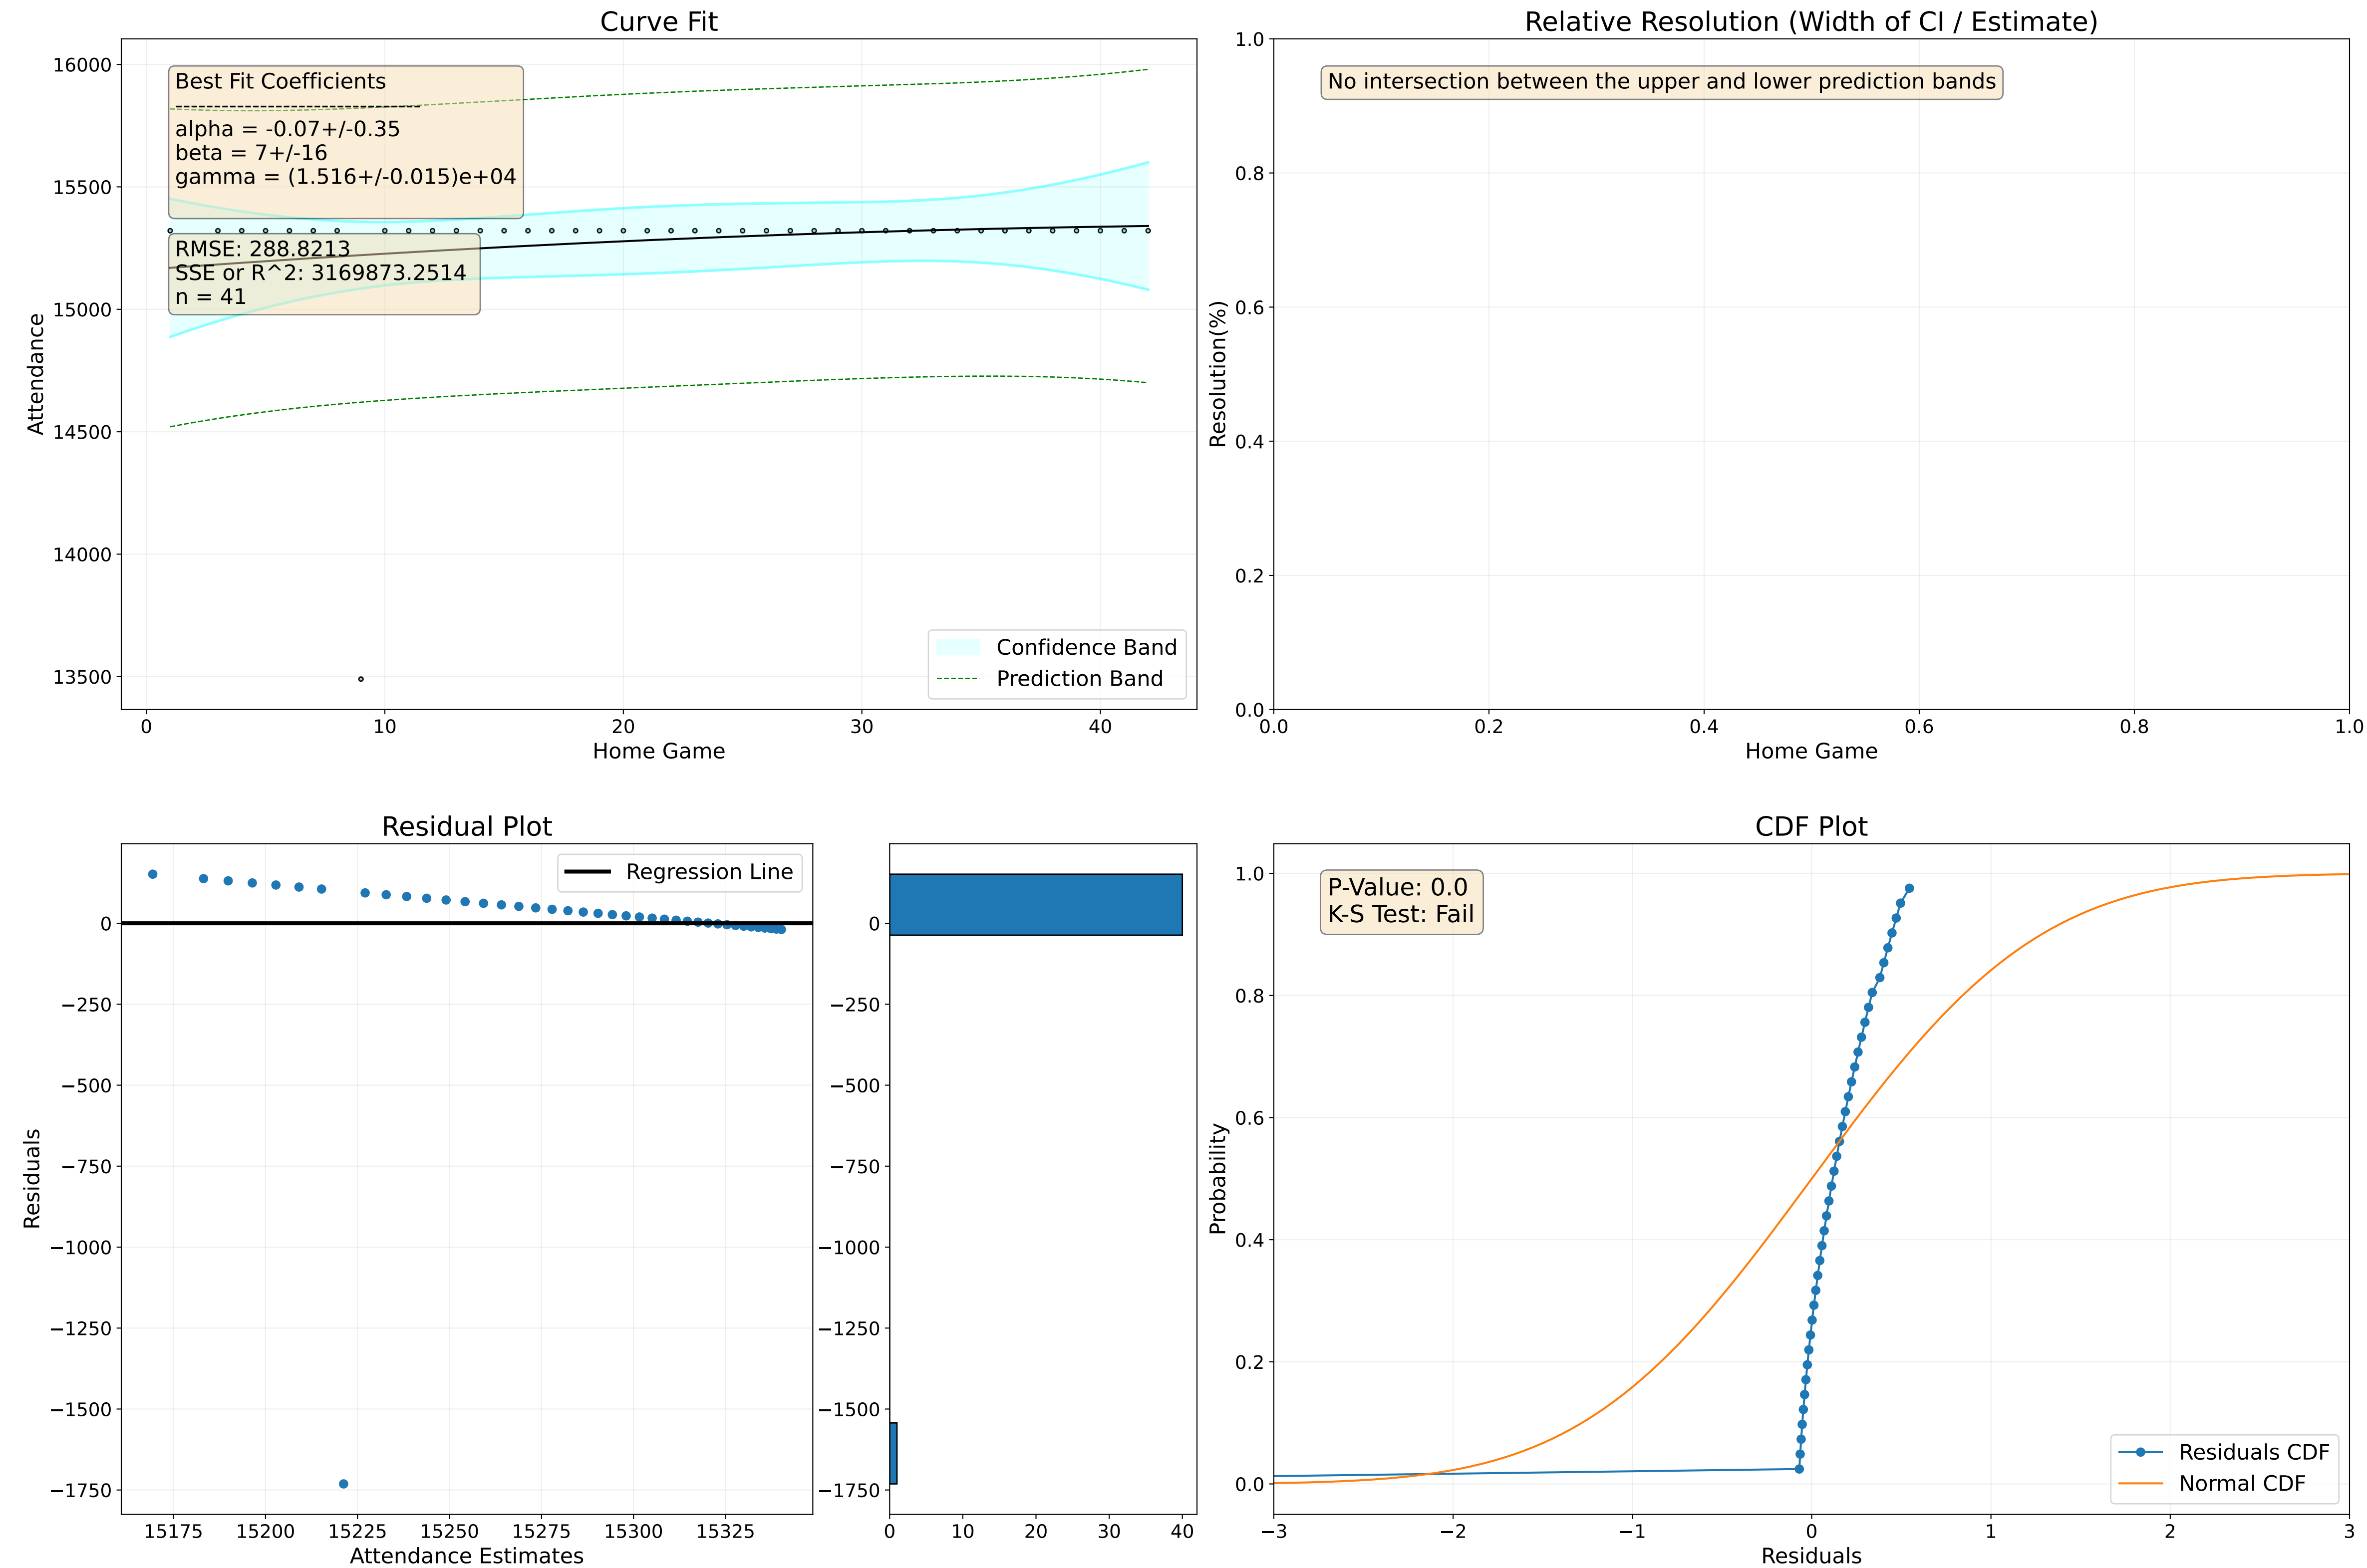 Curve Fit
16000
15500
15000
14500
14000
13500
Attendance
Best Fit Coefficients
--------------------------------
alpha = -0.07+/-0.35
beta = 7+/-16
gamma = (1.516+/-0.015)e+04
RMSE: 288.8213
SSE or R^2: 3169873.2514
n = 41
Confidence Band
Prediction Band
0 10 20 30 40
Home Game
Relative Resolution (Width of CI / Estimate)
1.0
0.8
0.6
0.4
0.2
0.0
Resolution(%)
No intersection between the upper and lower prediction bands
0.0 0.2 0.4 0.6 0.8 1.0
Home Game
Residual Plot
0
−250
−500
−750
−1000
−1250
−1500
−1750
Residuals
Regression Line
15175 15200 15225 15250 15275 15300 15325
Attendance Estimates
0
−250
−500
−750
−1000
−1250
−1500
−1750
0 10 20 30 40
CDF Plot
1.0
0.8
0.6
0.4
0.2
0.0
Probability
P-Value: 0.0
K-S Test: Fail
Residuals CDF
Normal CDF
−3 −2 −1 0 1 2 3
Residuals